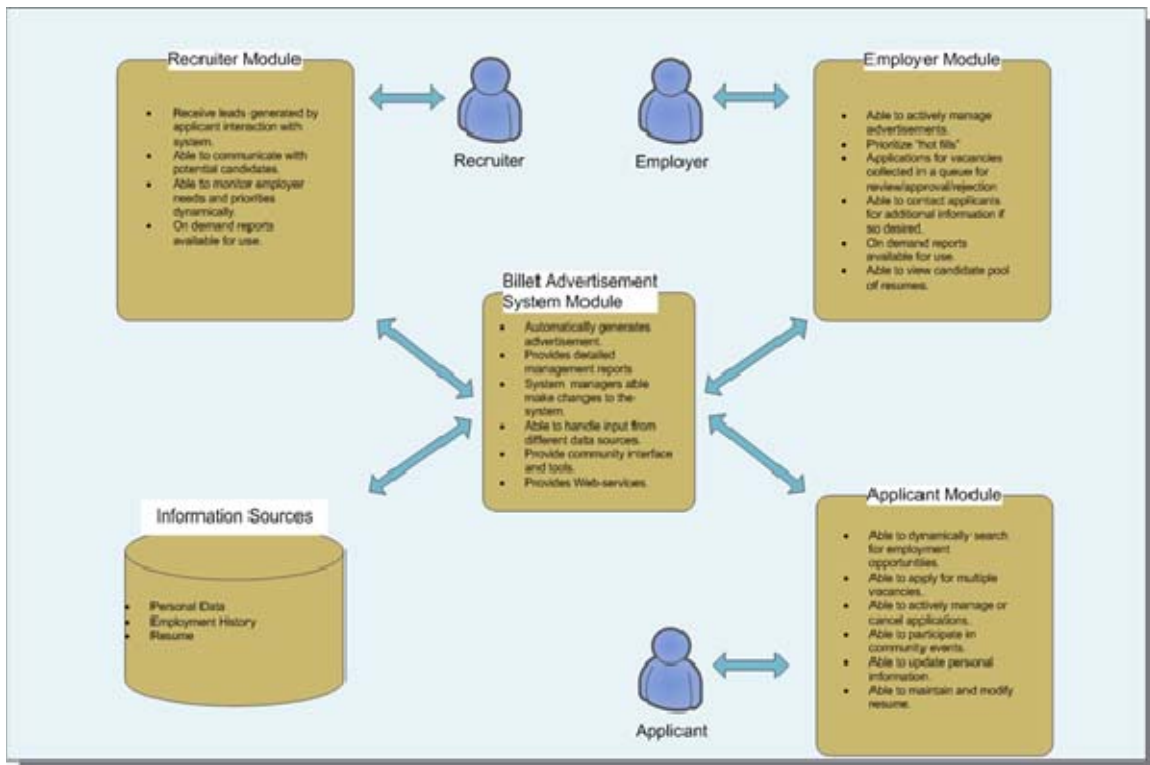 Recruiter Module
• Receive leads generated by
applicant interaction with
system.
• Able to communicate with
potential candidates.
• Able to monitor employer
needs and priorities
dynamically.
• On demand reports
available for use.
Recruiter
Employer
Employer Module
• Able to actively manage
advertisements.
• Prioritize "hot fills"
• Applications for vacancies
collected in a queue for
review/approval/rejection
• Able to contact applicants
for additional information if
so desired.
• On demand reports
available for use.
• Able to view candidate pool
of resumes.
Billet Advertisement
System Module
• Automatically generates
advertisement.
• Provides detailed
management reports
• System managers able
make changes to the
system.
• Able to handle input from
different data sources.
• Provide community interface
and tools.
• Provides Web-services.
Information Sources
• Personal Data
• Employment History
• Resume
Applicant
Applicant Module
• Able to dynamically search
for employment
opportunities.
• Able to apply for multiple
vacancies.
• Able to actively manage or
cancel applications.
• Able to participate in
community events.
• Able to update personal
information.
• Able to maintain and modify
resume.